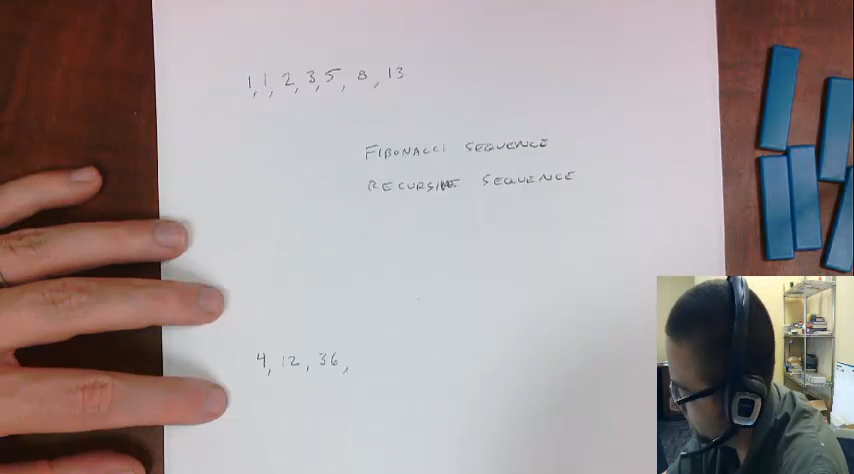 1, 1, 2, 3, 5, 8, 13
FIBONACCI SEQUENCE
RECURSIVE SEQUENCE
4, 12, 36,